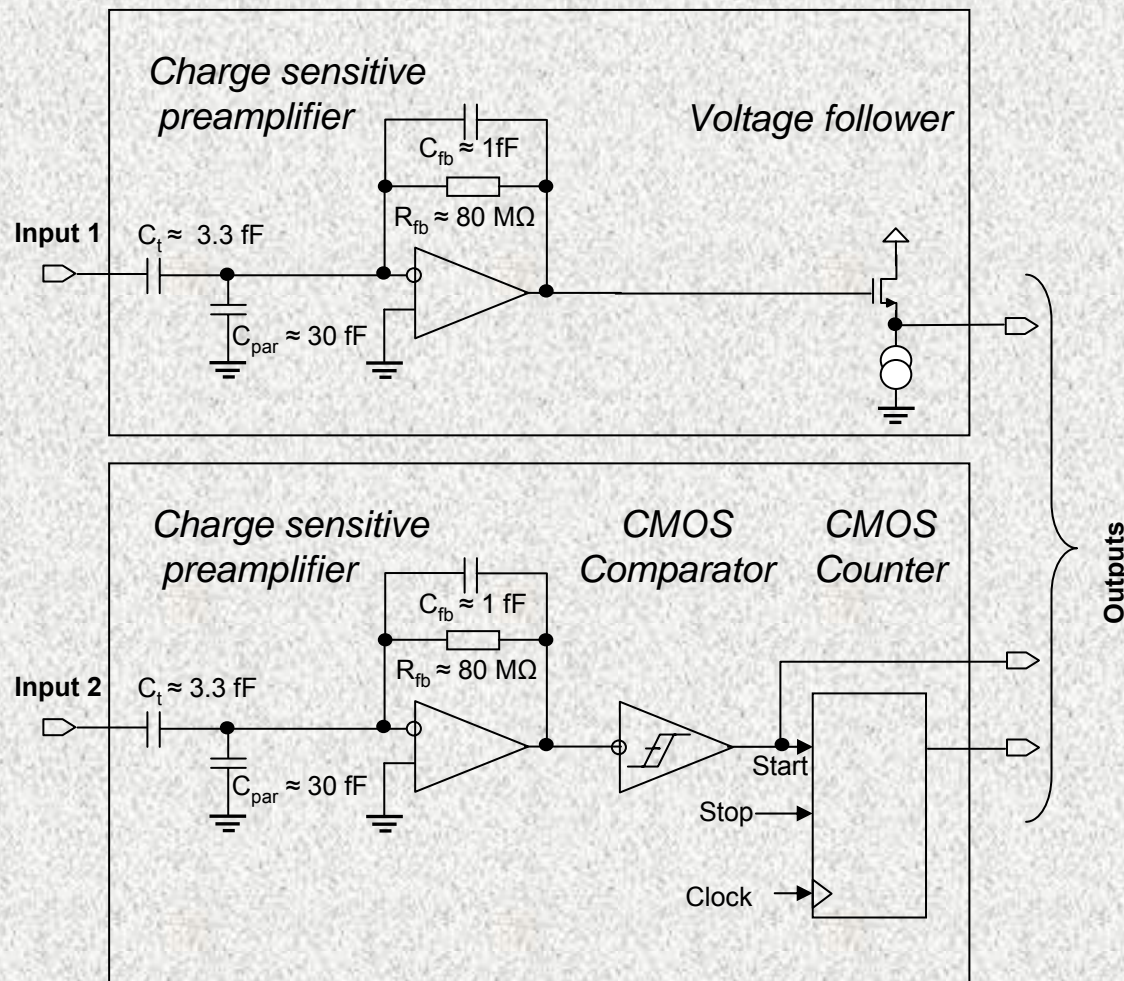 Charge sensitive
preamplifier
Voltage follower
C_fb ≈ 1fF
R_fb ≈ 80 MΩ
Input 1
C_t ≈ 3.3 fF
C_par ≈ 30 fF
Charge sensitive
preamplifier
CMOS
Comparator
CMOS
Counter
C_fb ≈ 1 fF
R_fb ≈ 80 MΩ
Input 2
C_t ≈ 3.3 fF
C_par ≈ 30 fF
Start
Stop
Clock
Outputs